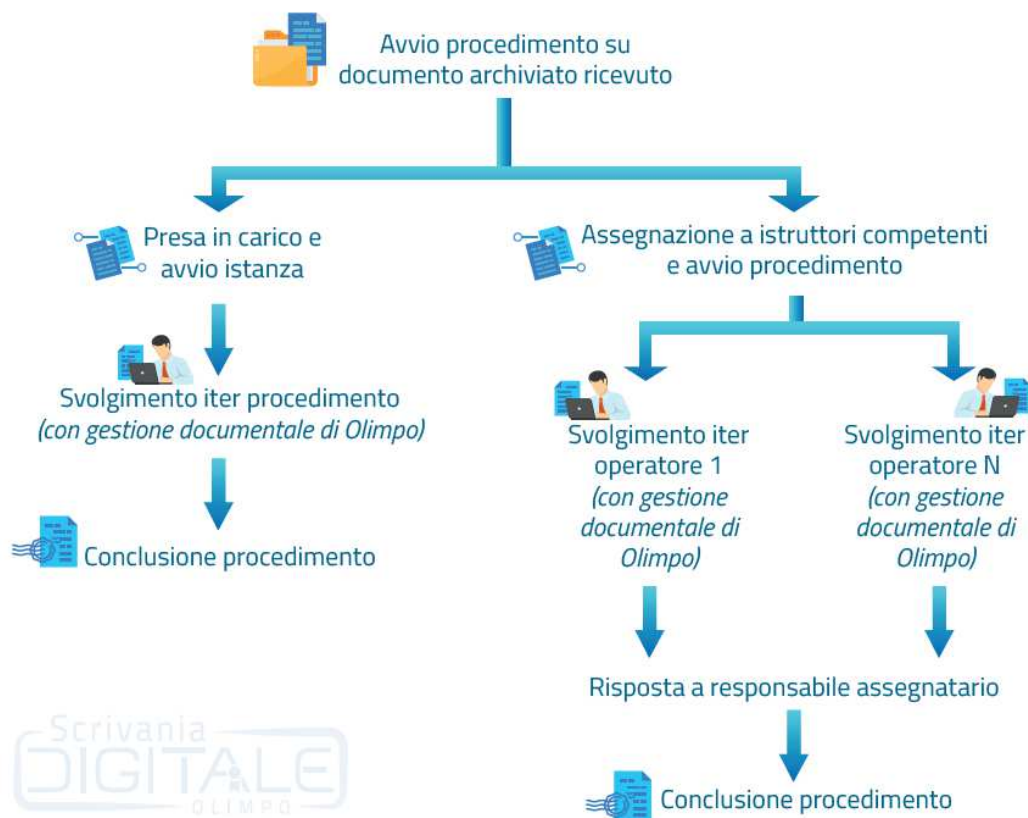 Avvio procedimento su
documento archiviato ricevuto
Presa in carico e
avvio istanza
Svolgimento iter procedimento
(con gestione documentale di Olimpo)
Conclusione procedimento
Assegnazione a istruttori competenti
e avvio procedimento
Svolgimento iter
operatore 1
(con gestione
documentale di
Olimpo)
Svolgimento iter
operatore N
(con gestione
documentale di
Olimpo)
Risposta a responsabile assegnatario
Conclusione procedimento
Scrivania
DIGITALE
OLIMPO